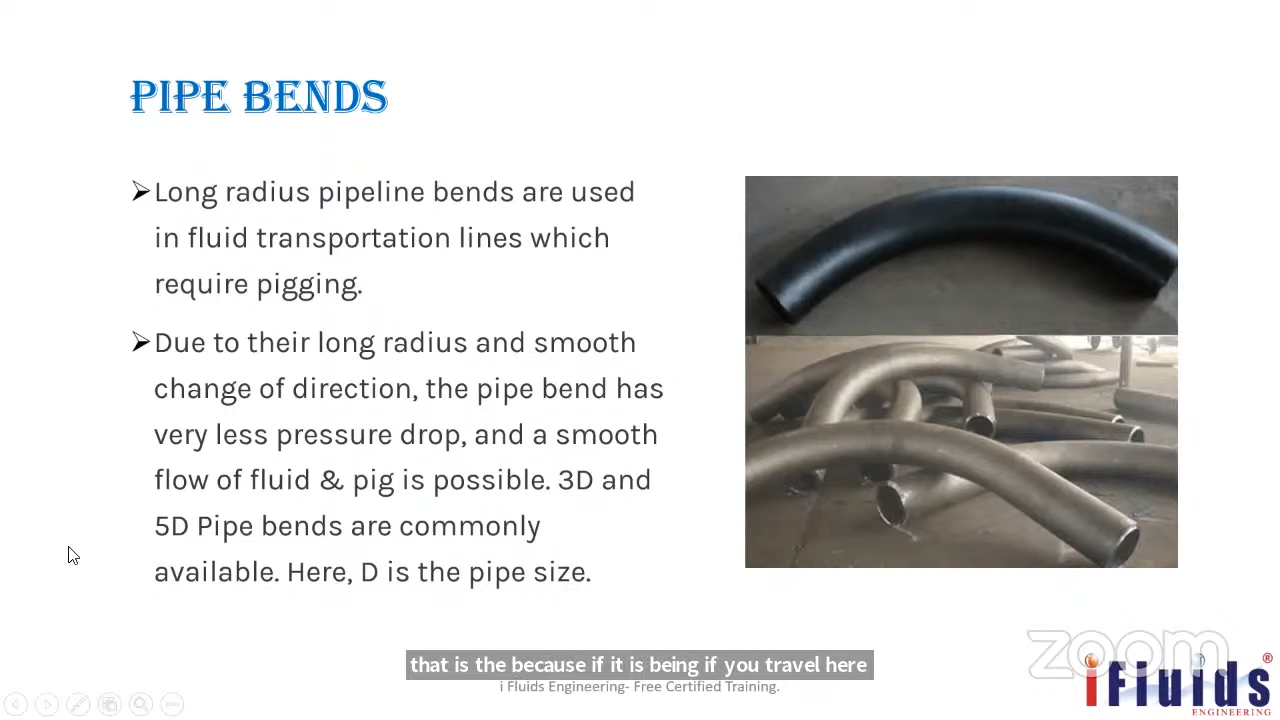 PIPE BENDS
➢Long radius pipeline bends are used
in fluid transportation lines which
require pigging.
➢Due to their long radius and smooth
change of direction, the pipe bend has
very less pressure drop, and a smooth
flow of fluid & pig is possible. 3D and
5D Pipe bends are commonly
available. Here, D is the pipe size.
that is the because if it is being if you travel here
i Fluids Engineering- Free Certified Training.
zoom
iFluids®
ENGINEERING